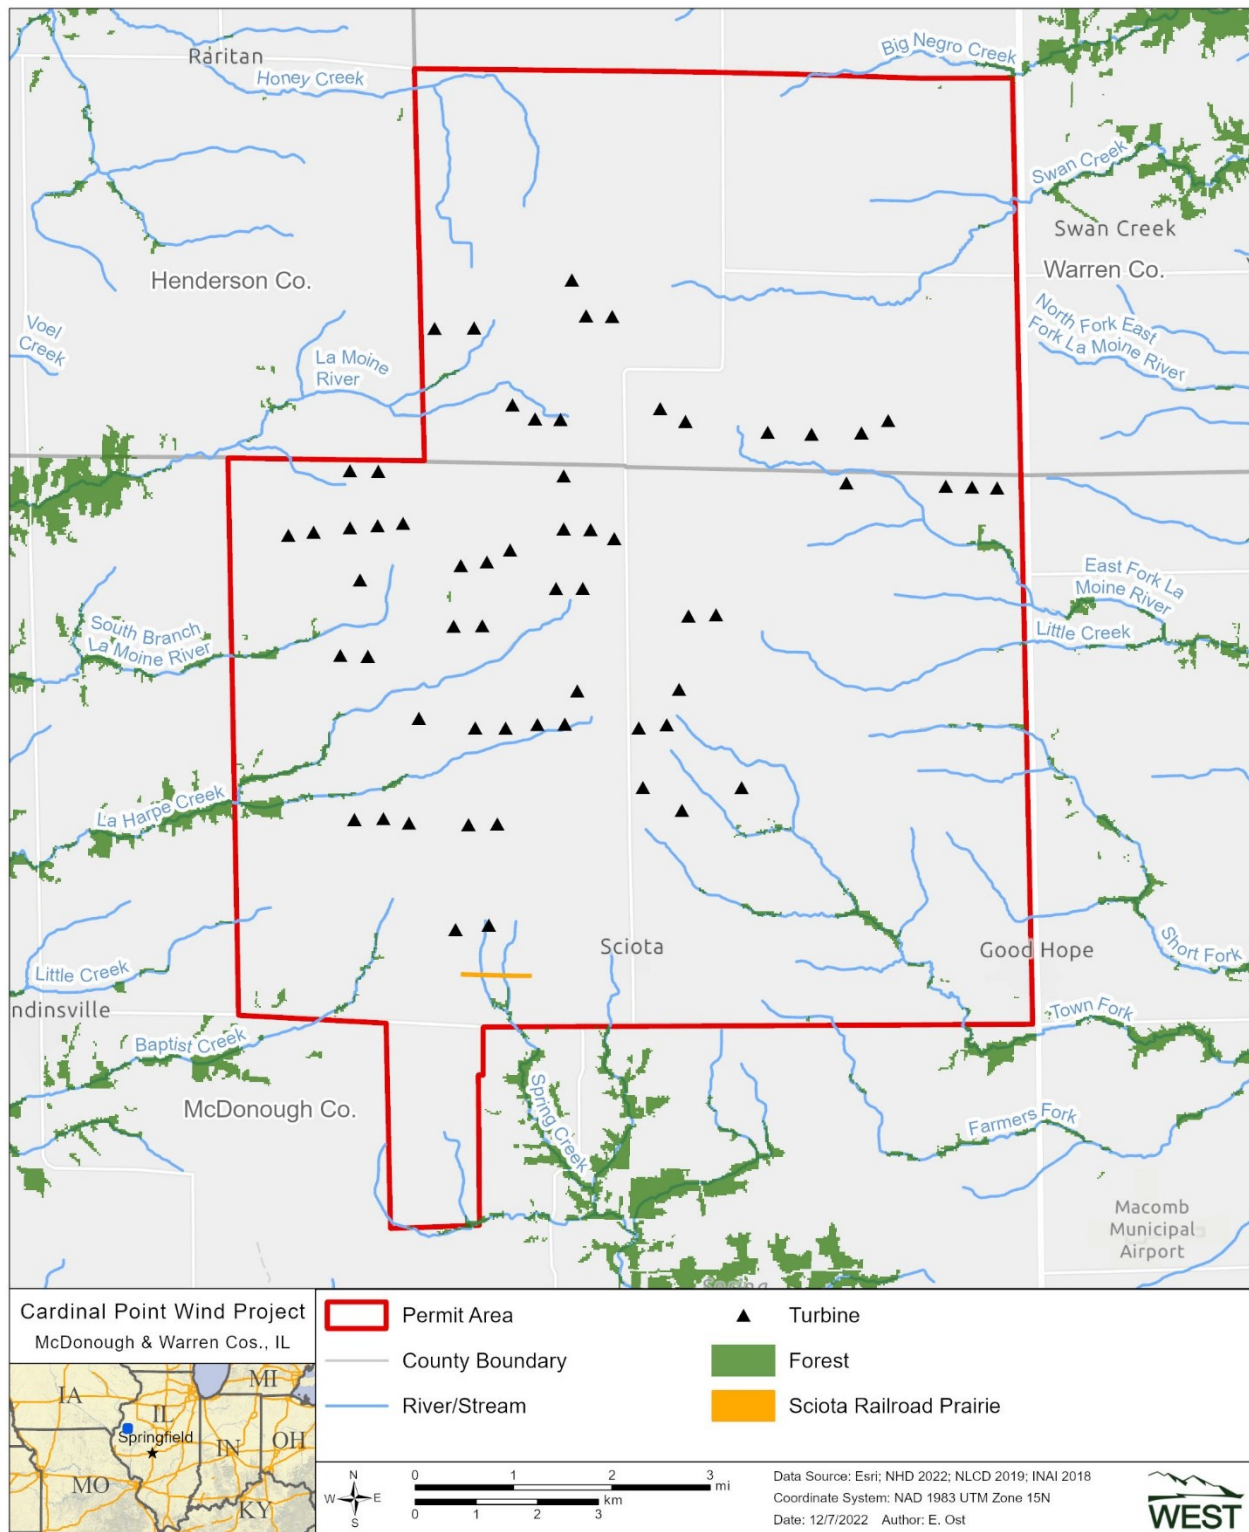 Raritan
Honey Creek
Big Negro Creek
Swan Creek
Swan Creek
Henderson Co.
Warren Co.
Voel
Creek
North Fork East
Fork La Moine River
La Moine
River
East Fork La
Moine River
South Branch
La Moine River
Little Creek
La Harpe Creek
Sciota
Good Hope
Short Fork
Little Creek
ndinsville
Town Fork
Baptist Creek
McDonough Co.
Spring Creek
Farmers Fork
Macomb
Municipal
Airport
Cardinal Point Wind Project
McDonough & Warren Cos., IL
IA
MI
IL
Springfield
IN
OH
MO
KY
Permit Area
County Boundary
River/Stream
Turbine
Forest
Sciota Railroad Prairie
N
W E
S
0 1 2 3
mi
km
0 1 2 3
Data Source: Esri; NHD 2022; NLCD 2019; INAI 2018
Coordinate System: NAD 1983 UTM Zone 15N
Date: 12/7/2022 Author: E. Ost
WEST